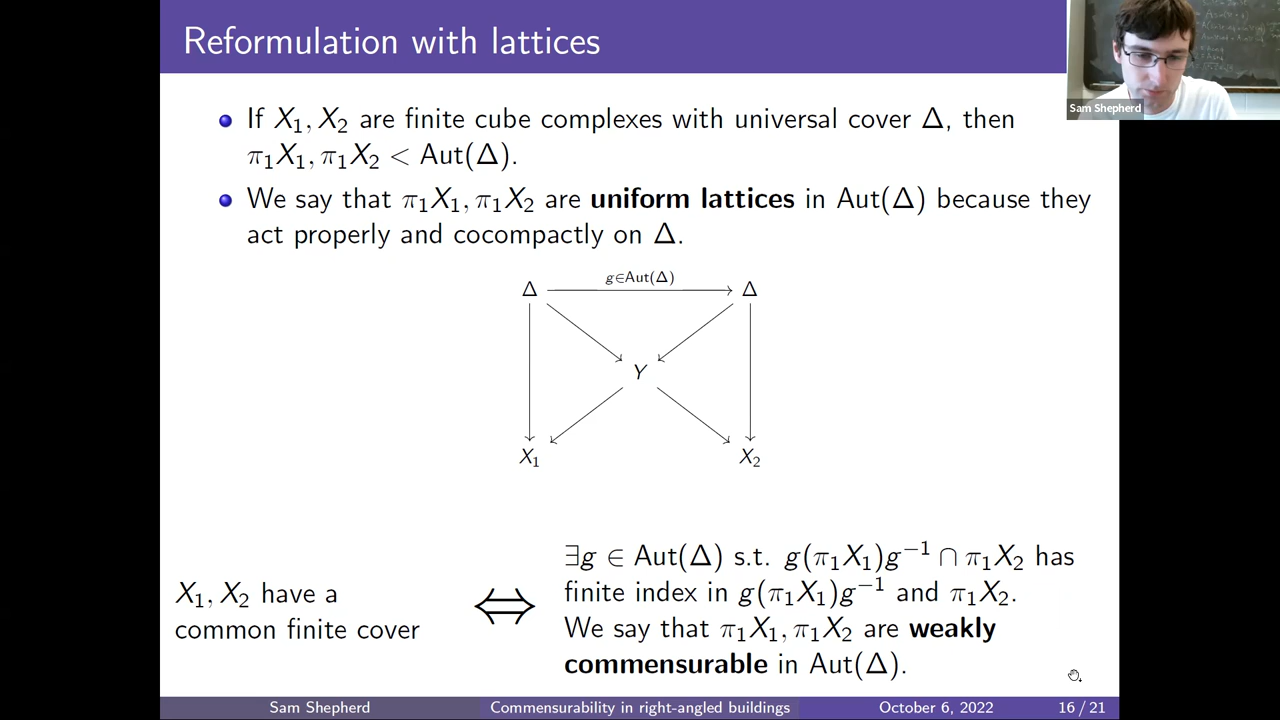 Reformulation with lattices
Sam Shepherd
If X₁, X₂ are finite cube complexes with universal cover Δ, then
π₁X₁, π₁X₂ < Aut(Δ).
We say that π₁X₁, π₁X₂ are uniform lattices in Aut(Δ) because they
act properly and cocompactly on Δ.
Δ g∈Aut(Δ) Δ
Y
X₁ X₂
X₁, X₂ have a
common finite cover
⇔
∃g ∈ Aut(Δ) s.t. g(π₁X₁)g⁻¹ ∩ π₁X₂ has
finite index in g(π₁X₁)g⁻¹ and π₁X₂.
We say that π₁X₁, π₁X₂ are weakly
commensurable in Aut(Δ).
Sam Shepherd Commensurability in right-angled buildings October 6, 2022 16 / 21